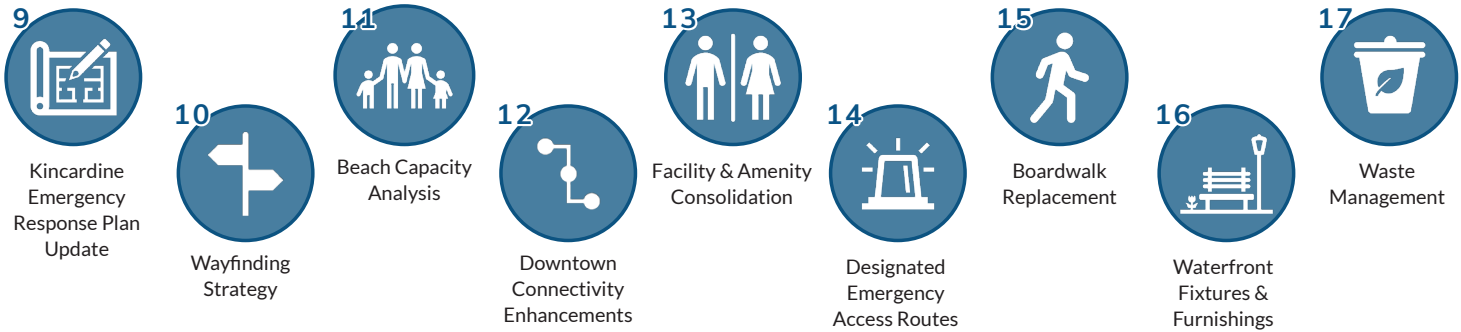 9
Kincardine
Emergency
Response Plan
Update
10
Wayfinding
Strategy
11
Beach Capacity
Analysis
12
Downtown
Connectivity
Enhancements
13
Facility & Amenity
Consolidation
14
Designated
Emergency
Access Routes
15
Boardwalk
Replacement
16
Waterfront
Fixtures &
Furnishings
17
Waste
Management